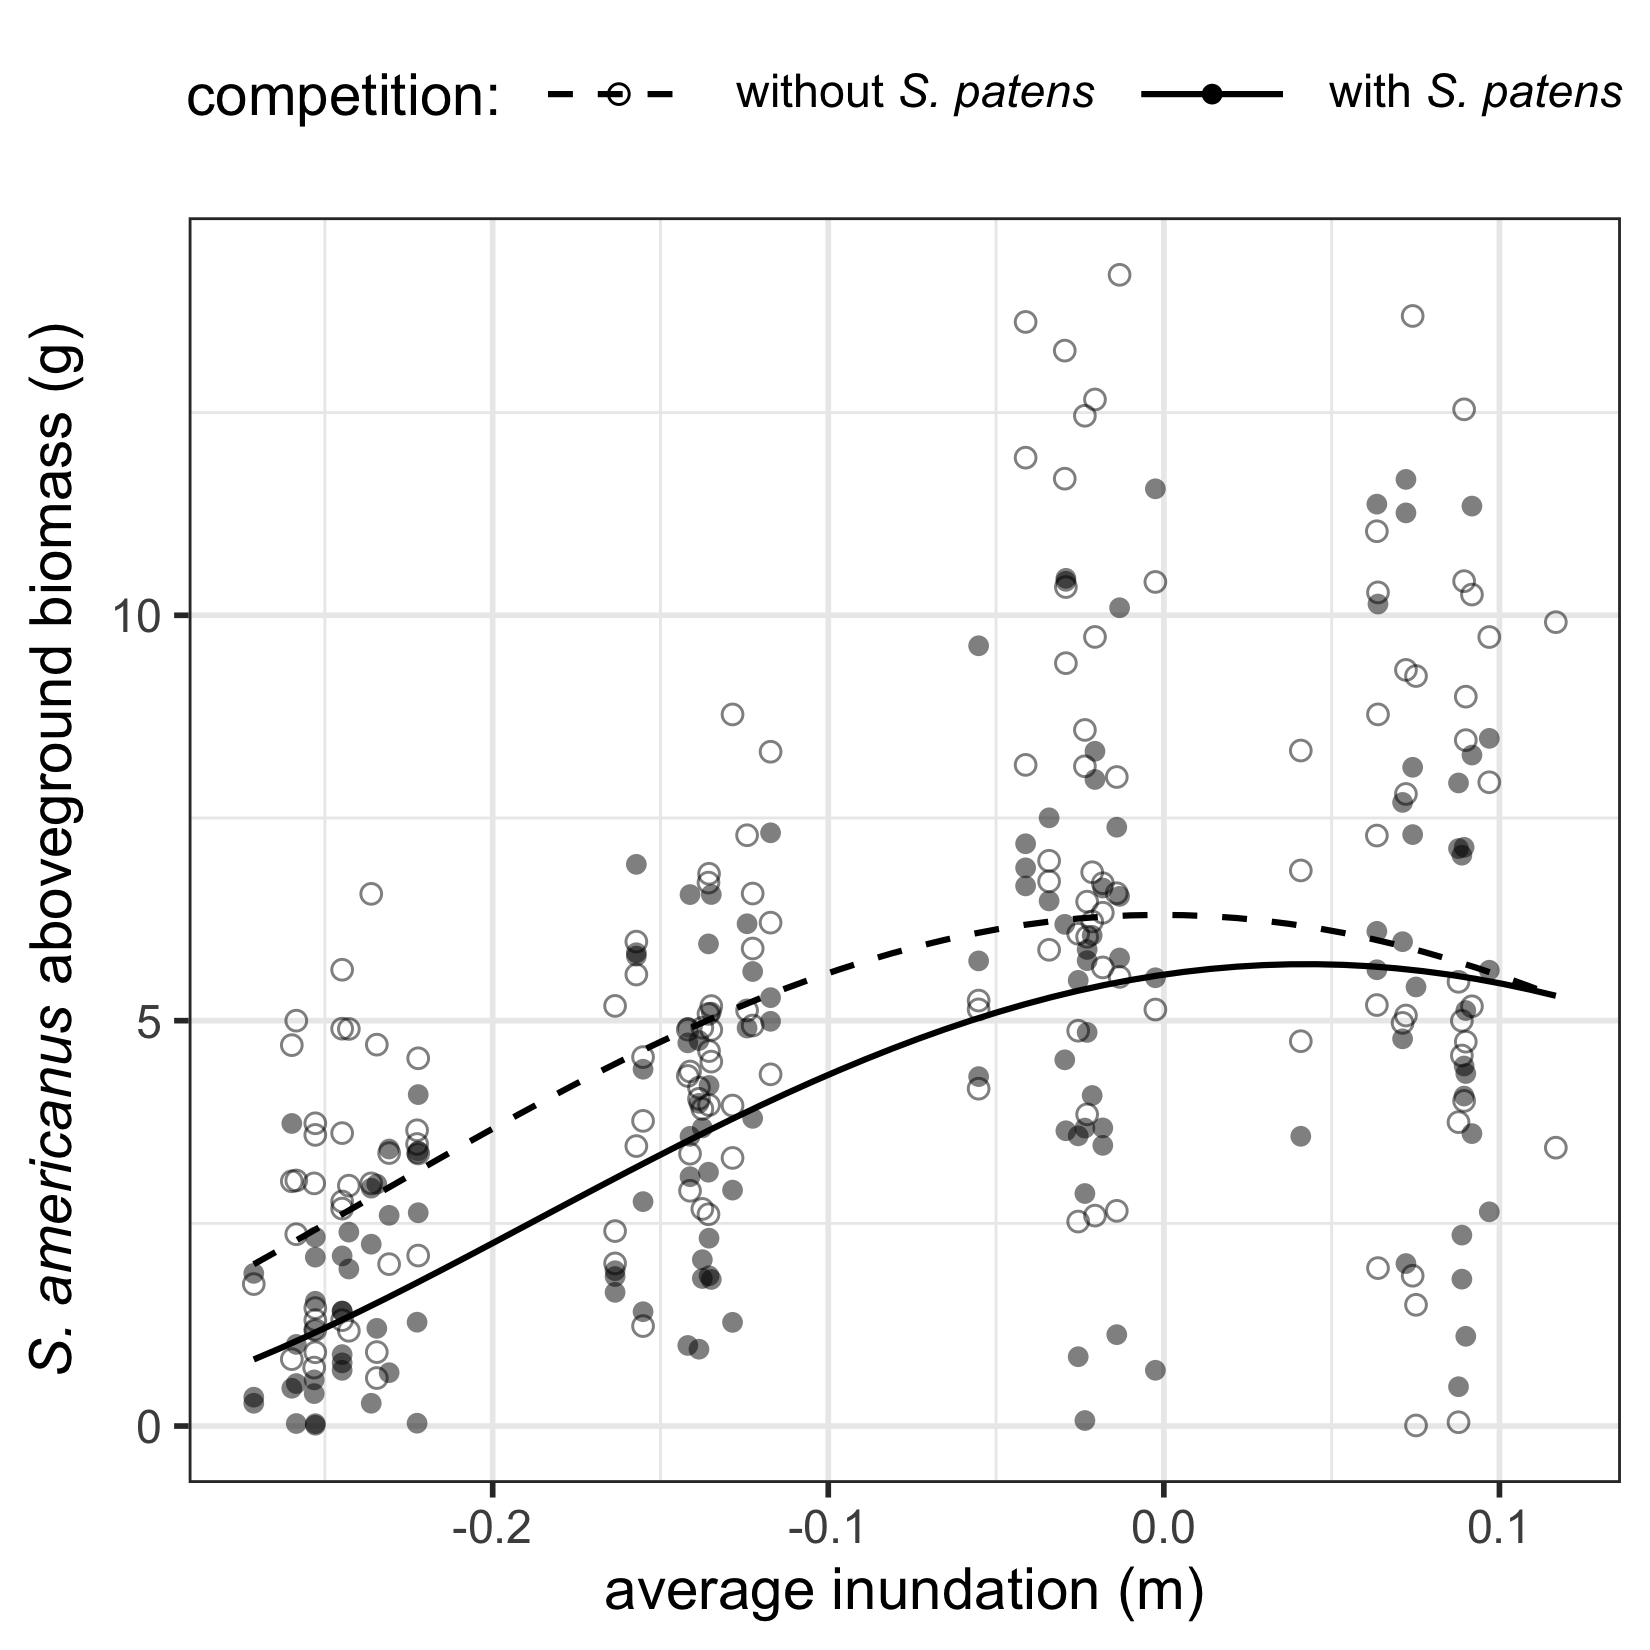 competition: without S. patens with S. patens
S. americanus aboveground biomass (g)
10
5
0
-0.2 -0.1 0.0 0.1
average inundation (m)